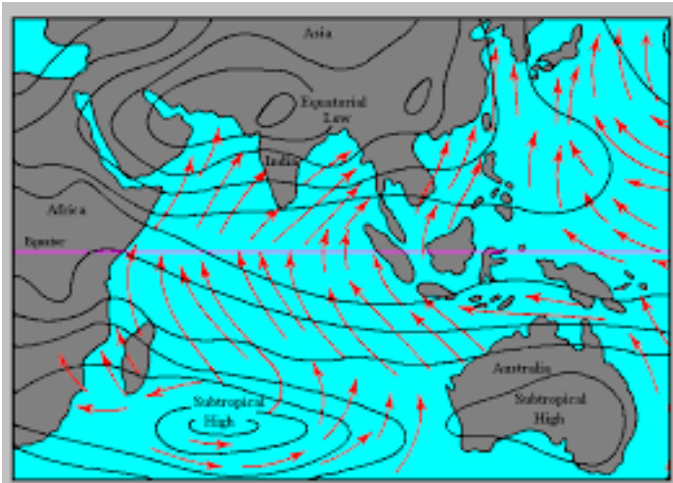 Asia
Equatorial
Low
India
Africa
Equator
Australia
Subtropical
High
Subtropical
High